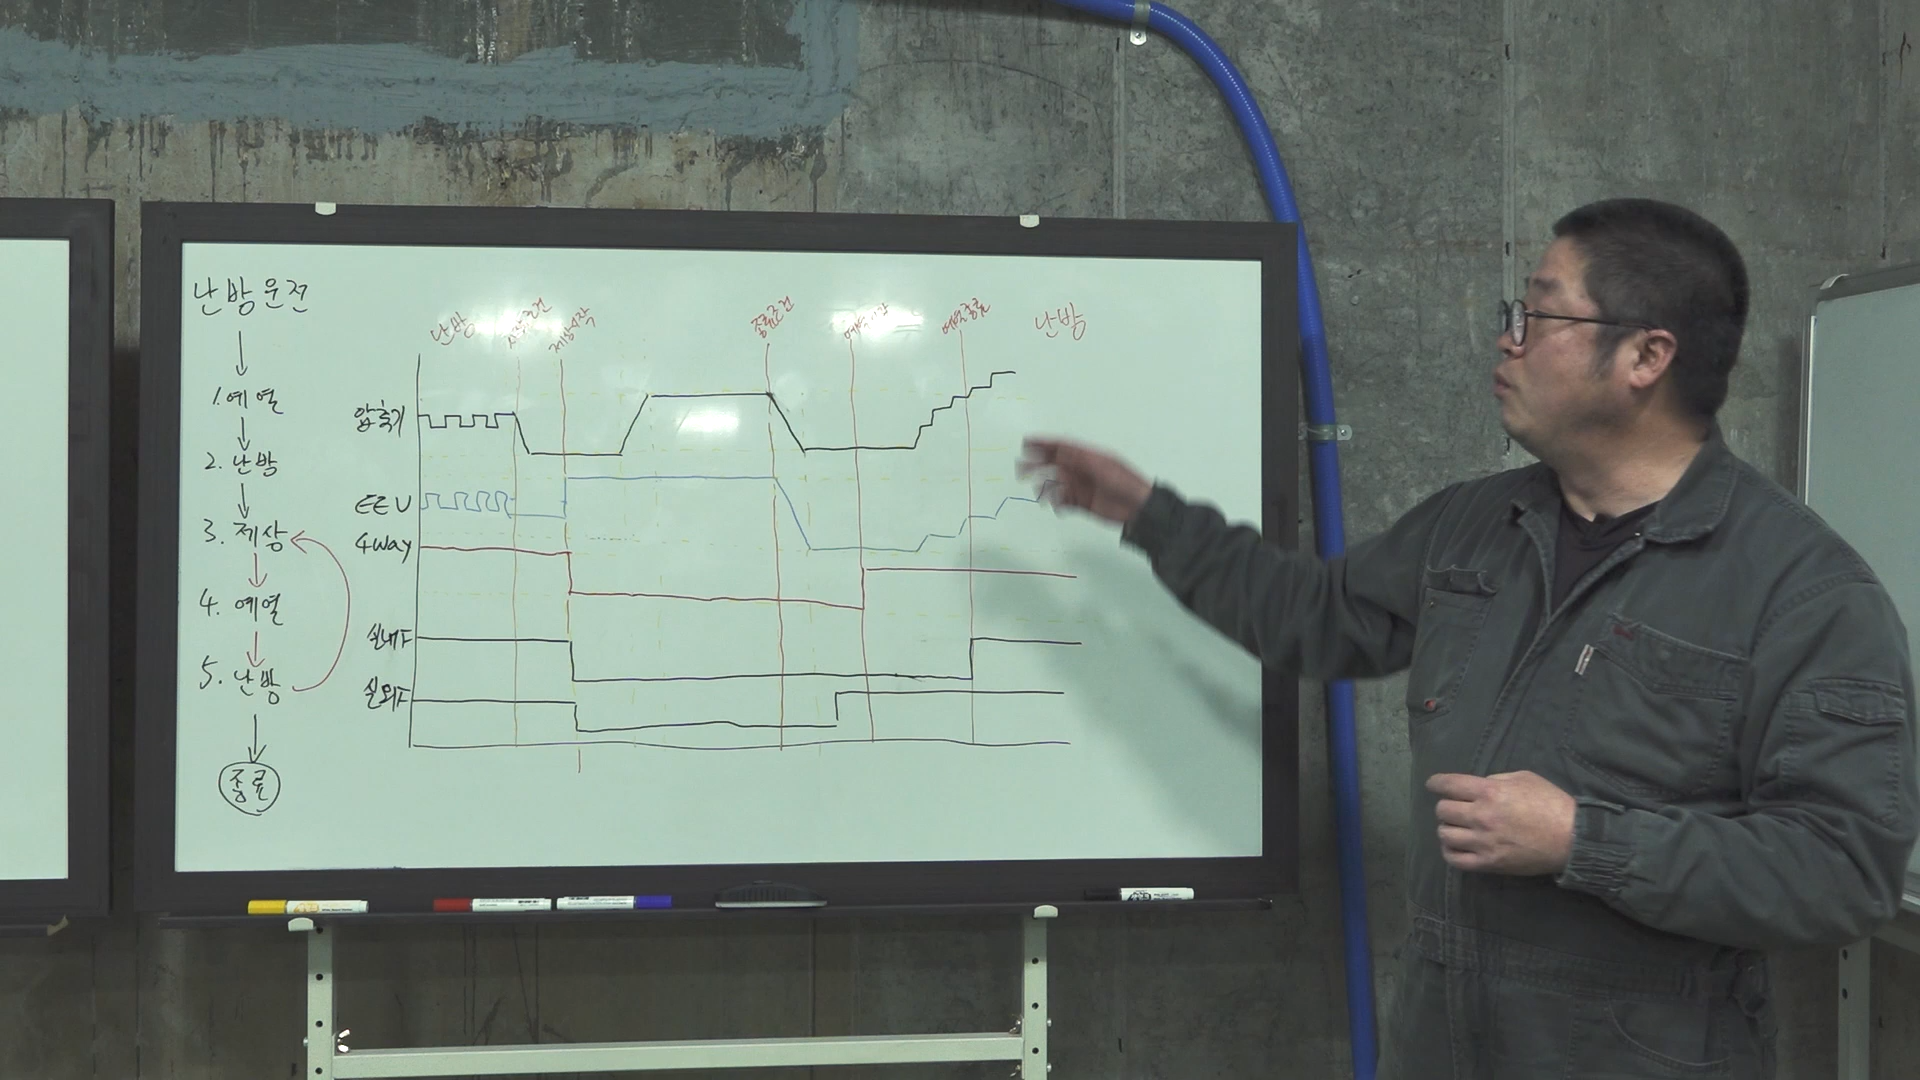 난방운전
1. 예열
2. 난방
3. 제상
4. 예열
5. 난방
종료
난방
제상시작
종료조건
예열종료
난방
압축기
EEV
4way
실내F
실외F